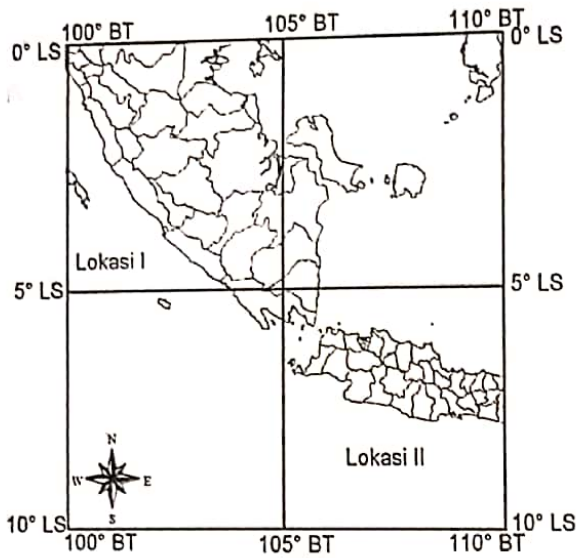 100° BT 105° BT 110° BT
0° LS 0° LS
Lokasi I
5° LS 5° LS
Lokasi II
N
W E
S
10° LS 10° LS
100° BT 105° BT 110° BT